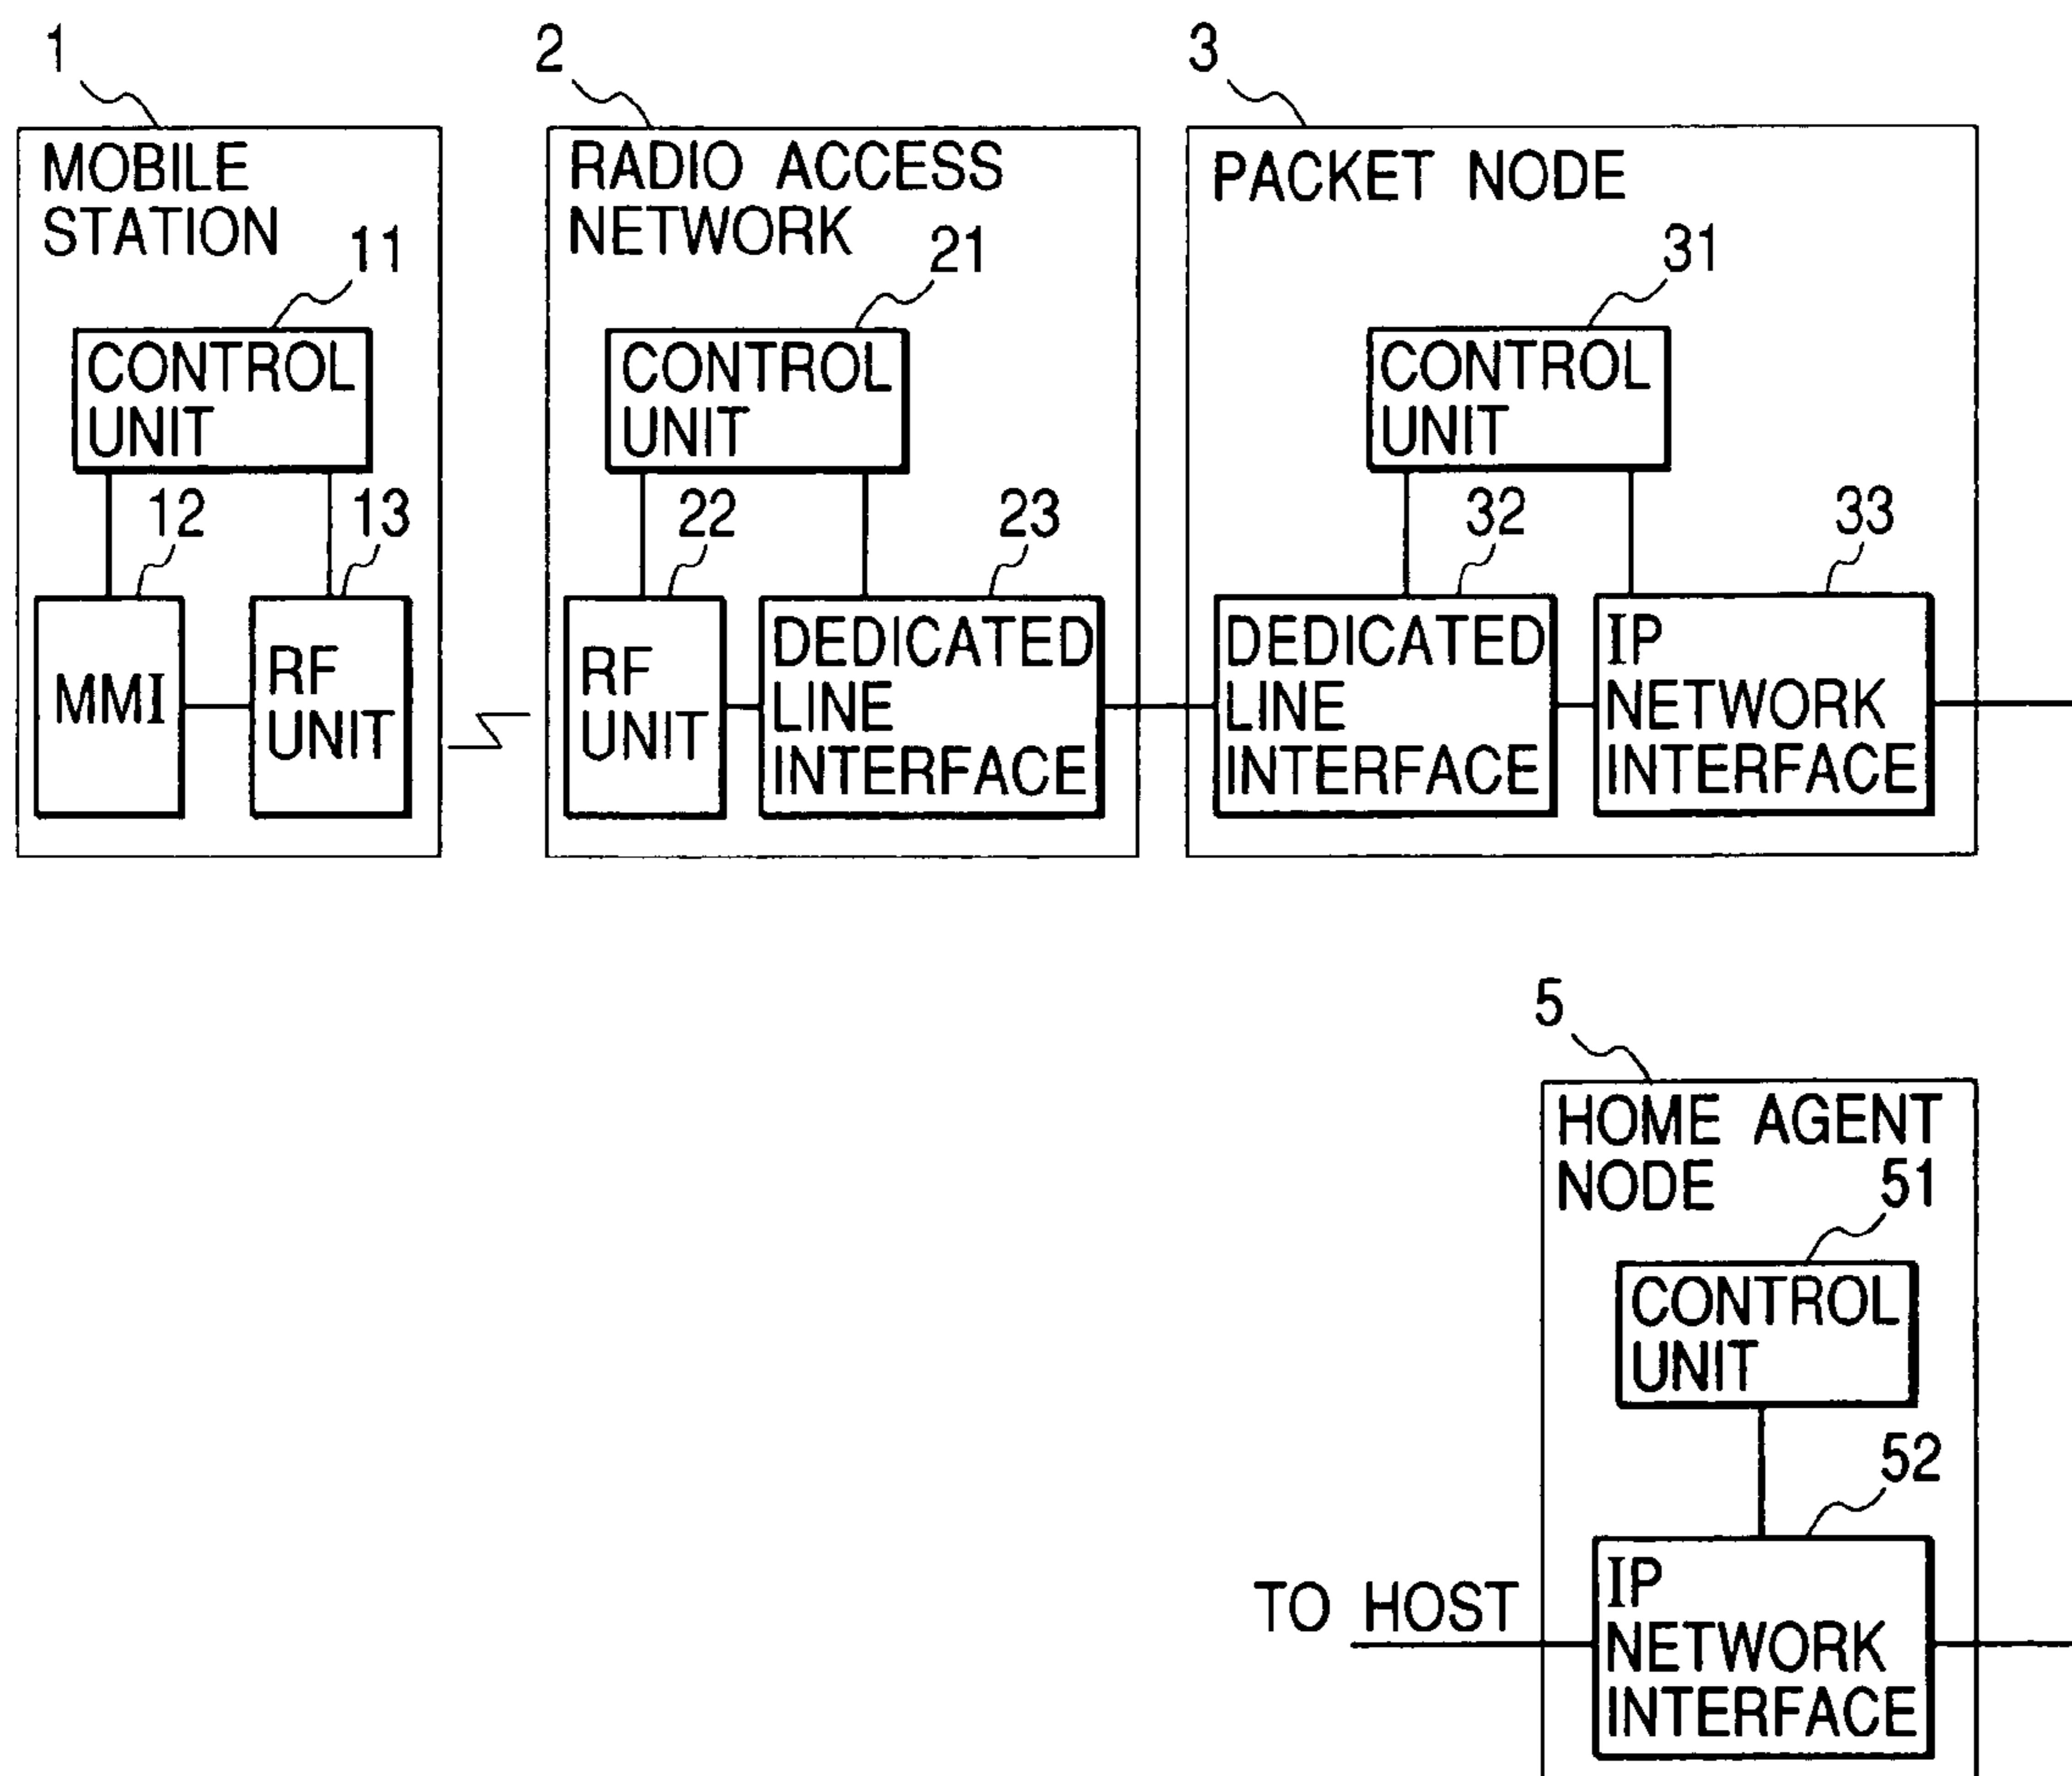 1
2
3
MOBILE
STATION
RADIO ACCESS
NETWORK
PACKET NODE
11
21
31
CONTROL
UNIT
CONTROL
UNIT
CONTROL
UNIT
12
13
22
23
32
33
MMI
RF
UNIT
RF
UNIT
DEDICATED
LINE
INTERFACE
DEDICATED
LINE
INTERFACE
IP
NETWORK
INTERFACE
5
HOME AGENT
NODE
51
CONTROL
UNIT
52
TO HOST
IP
NETWORK
INTERFACE